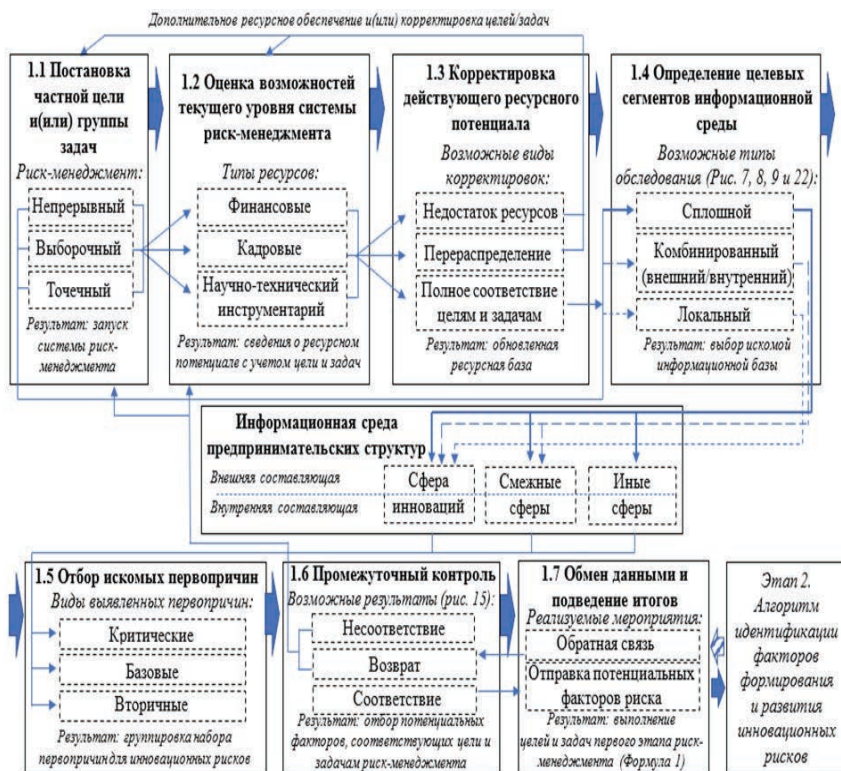 Дополнительное ресурсное обеспечение и(или) корректировка целей/задач
1.1 Постановка
частной цели
и(или) группы
задач
Риск-менеджмент:
Непрерывный
Выборочный
Точечный
Результат: запуск
системы риск-
менеджмента
1.2 Оценка возможностей
текущего уровня системы
риск-менеджмента
Типы ресурсов:
Финансовые
Кадровые
Научно-технический
инструментарий
Результат: сведения о ресурсном
потенциале с учетом цели и задач
1.3 Корректировка
действующего ресурсного
потенциала
Возможные виды
корректировок:
Недостаток ресурсов
Перераспределение
Полное соответствие
целям и задачам
Результат: обновленная
ресурсная база
1.4 Определение целевых
сегментов информационной
среды
Возможные типы
обследования (Рис. 7, 8, 9 и 22):
Сплошной
Комбинированный
(внешний/внутренний)
Локальный
Результат: выбор искомой
информационной базы
Информационная среда
предпринимательских структур
Внешняя составляющая
Внутренняя составляющая
Сфера
инноваций
Смежные
сферы
Иные
сферы
1.5 Отбор искомых первопричин
Виды выявленных первопричин:
Критические
Базовые
Вторичные
Результат: группировка набора
первопричин для инновационных рисков
1.6 Промежуточный контроль
Возможные результаты (рис. 15):
Несоответствие
Возврат
Соответствие
Результат: отбор потенциальных
факторов, соответствующих цели и
задачам риск-менеджмента
1.7 Обмен данными и
подведение итогов
Реализуемые мероприятия:
Обратная связь
Отправка потенциальных
факторов риска
Результат: выполнение
целей и задач первого этапа риск-
менеджмента (Формула 1)
Этап 2.
Алгоритм
идентификации
факторов
формирования
и развития
инновационных
рисков